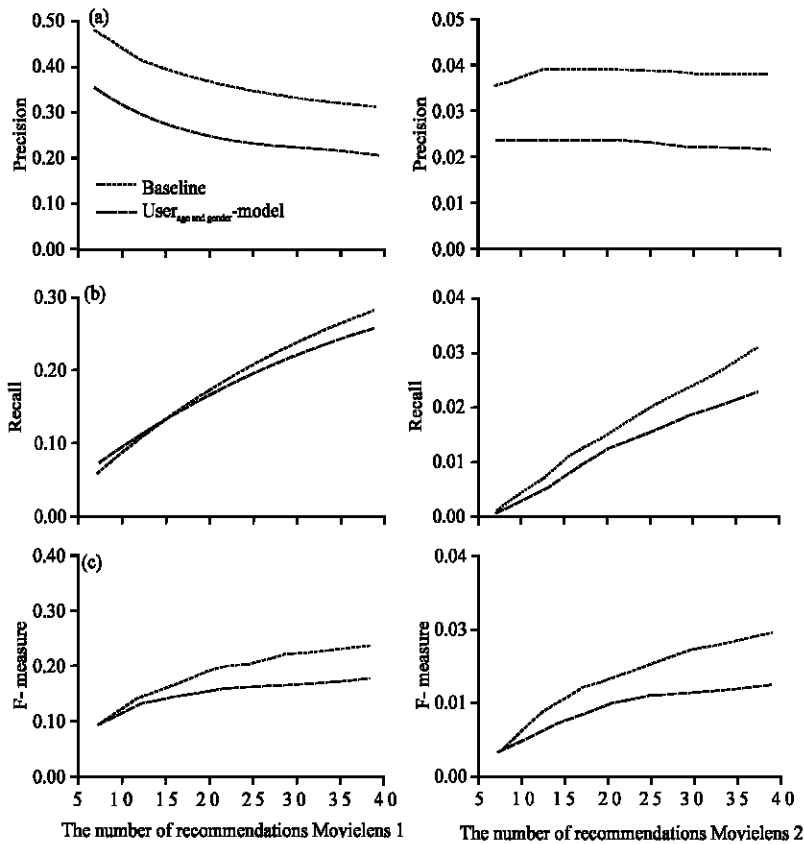 (a)
0.50
0.40
0.30
0.20
0.10
0.00
Precision
Baseline
User age and gender-model
0.05
0.04
0.03
0.02
0.01
0.00
Precision
(b)
0.30
0.20
0.10
0.00
Recall
0.04
0.03
0.02
0.01
0.00
Recall
(c)
0.40
0.30
0.20
0.10
0.00
F- measure
5 10 15 20 25 30 35 40
The number of recommendations Movielens 1
0.04
0.03
0.01
0.00
F- measure
5 10 15 20 25 30 35 40
The number of recommendations Movielens 2